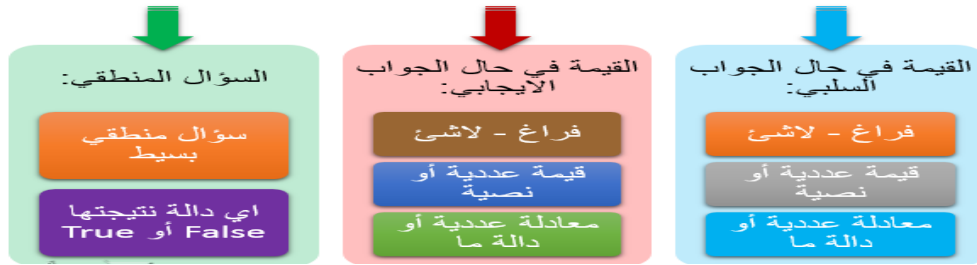 السؤال المنطقي:
سؤال منطقي
بسيط
اي دالة نتيجتها
True أو False
القيمة في حال الجواب
الايجابي:
فراغ - لاشئ
قيمة عددية أو
نصية
معادلة عددية أو
دالة ما
القيمة في حال الجواب
السلبي:
فراغ - لاشئ
قيمة عددية أو
نصية
معادلة عددية أو
دالة ما